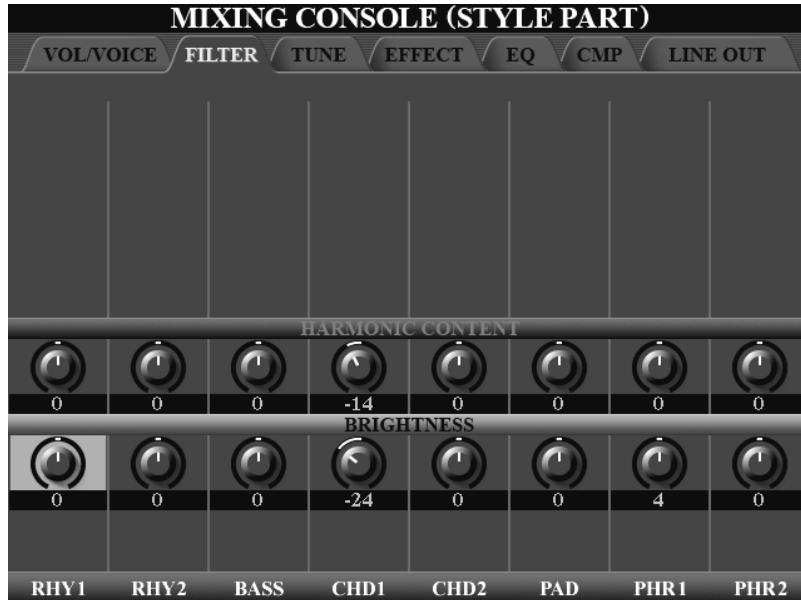 MIXING CONSOLE (STYLE PART)
VOL/VOICE FILTER TUNE EFFECT EQ CMP LINE OUT
HARMONIC CONTENT
0 0 0 -14 0 0 0 0
BRIGHTNESS
0 0 0 -24 0 0 4 0
RHY1 RHY2 BASS CHD1 CHD2 PAD PHR1 PHR2